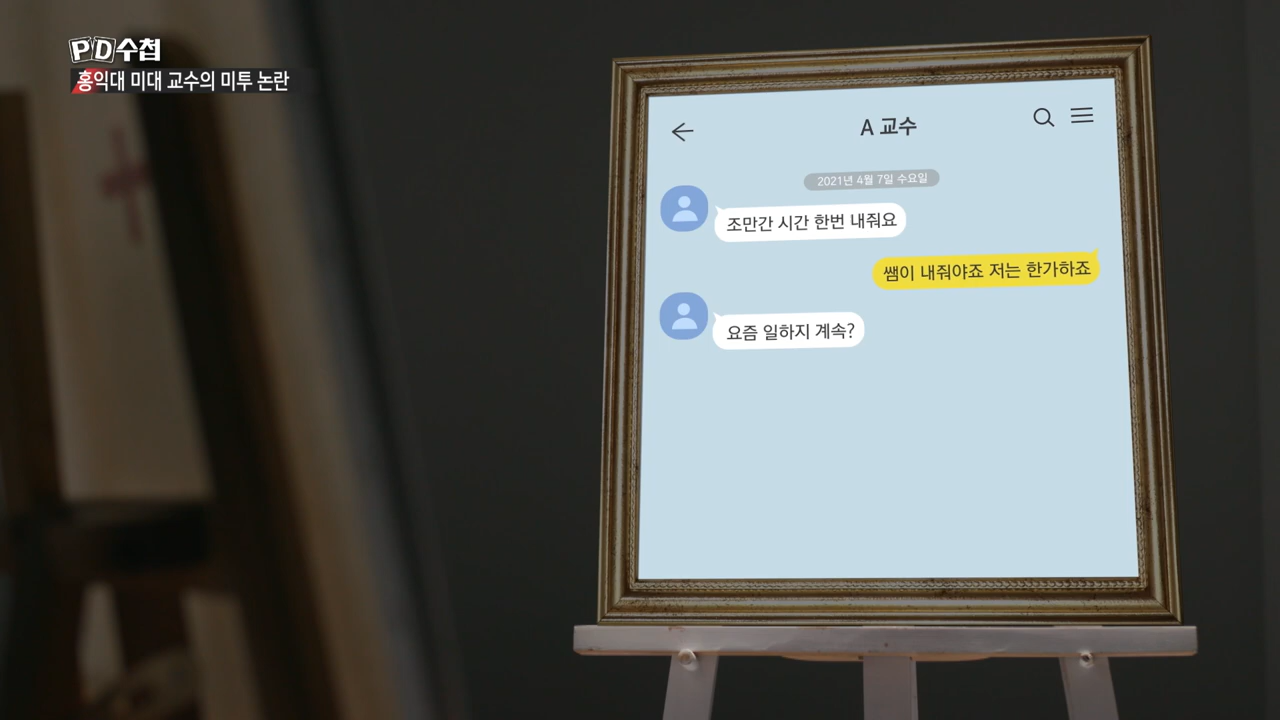 PD수첩
홍익대 미대 교수의 미투 논란
A 교수
2021년 4월 7일 수요일
조만간 시간 한번 내줘요
쌤이 내줘야죠 저는 한가하죠
요즘 일하지 계속?